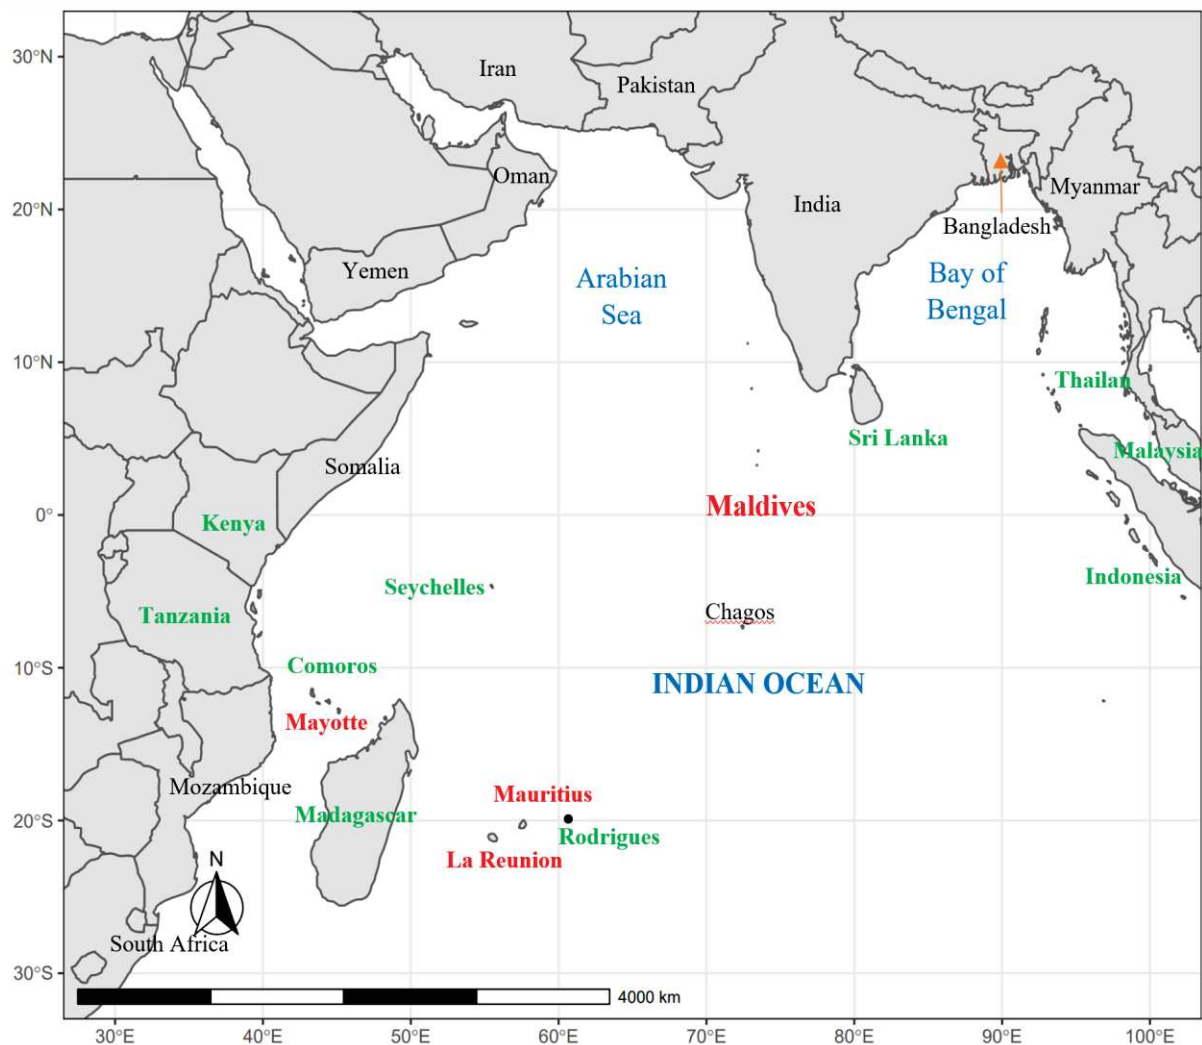 30°N
Iran
Pakistan
Oman
Myanmar
20°N
India
Bangladesh
Yemen
Arabian
Sea
Bay of
Bengal
10°N
Thailan
Sri Lanka
Malaysia
Somalia
Maldives
0°
Kenya
Seychelles
Indonesia
Tanzania
Chagos
Comoros
10°S
INDIAN OCEAN
Mayotte
Mozambique
Mauritius
Madagascar
20°S
Rodrigues
La Reunion
N
South Africa
30°S
4000 km
30°E
40°E
50°E
60°E
70°E
80°E
90°E
100°E